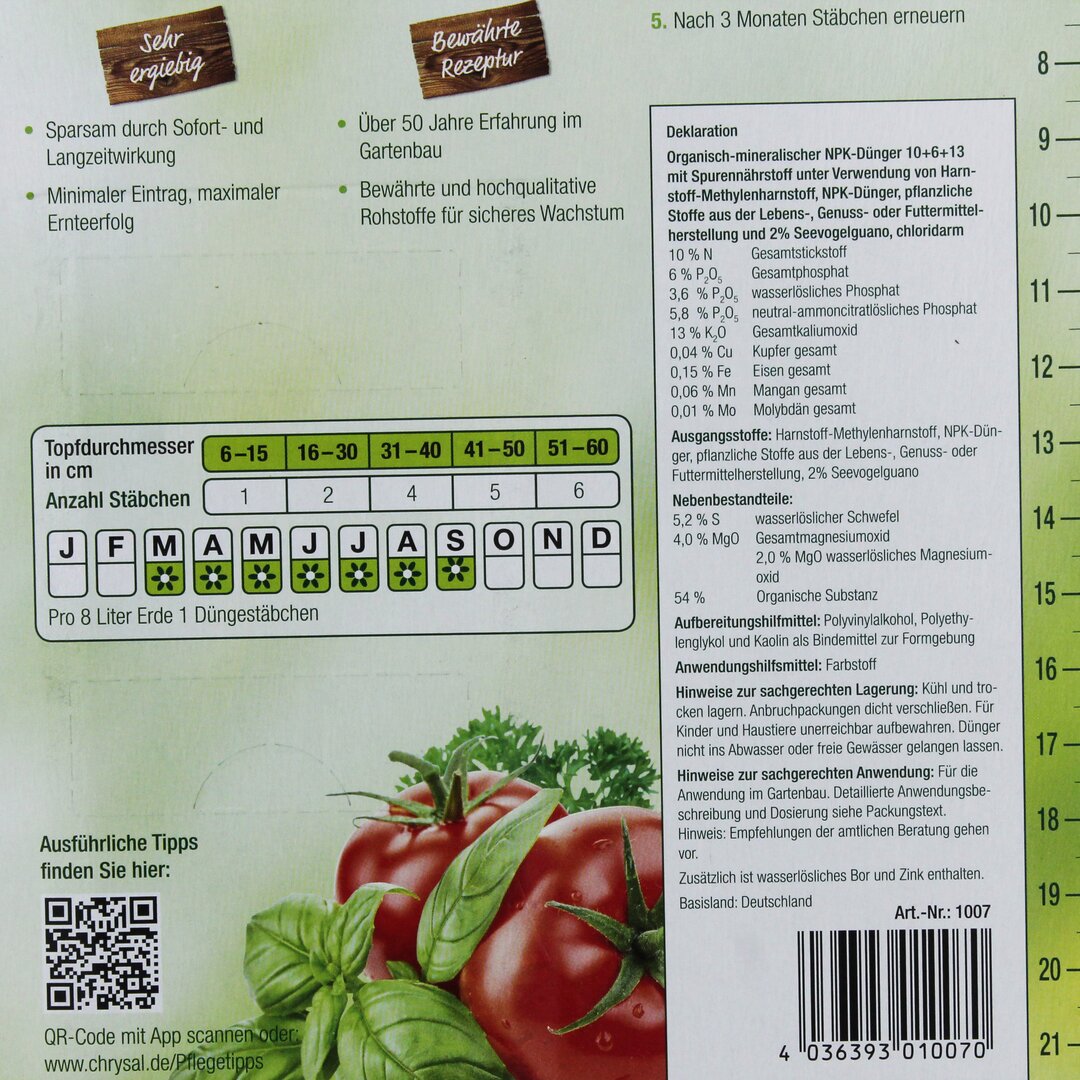 Sehr
ergiebig
Bewährte
Rezeptur
5. Nach 3 Monaten Stäbchen erneuern
• Sparsam durch Sofort- und
Langzeitwirkung
• Minimaler Eintrag, maximaler
Ernteerfolg
• Über 50 Jahre Erfahrung im
Gartenbau
• Bewährte und hochqualitative
Rohstoffe für sicheres Wachstum
Topfdurchmesser
in cm
6–15 16–30 31–40 41–50 51–60
Anzahl Stäbchen 1 2 4 5 6
J F M A M J J A S O N D
Pro 8 Liter Erde 1 Düngestäbchen
Ausführliche Tipps
finden Sie hier:
QR-Code mit App scannen oder:
www.chrysal.de/Pflegetipps
Deklaration
Organisch-mineralischer NPK-Dünger 10+6+13
mit Spurennährstoff unter Verwendung von Harn-
stoff-Methylenharnstoff, NPK-Dünger, pflanzliche
Stoffe aus der Lebens-, Genuss- oder Futtermittel-
herstellung und 2% Seevogelguano, chloridarm
10 % N Gesamtstickstoff
6 % P2O5 Gesamtphosphat
3,6 % P2O5 wasserlösliches Phosphat
5,8 % P2O5 neutral-ammoncitratlösliches Phosphat
13 % K2O Gesamtkaliumoxid
0,04 % Cu Kupfer gesamt
0,15 % Fe Eisen gesamt
0,06 % Mn Mangan gesamt
0,01 % Mo Molybdän gesamt
Ausgangsstoffe: Harnstoff-Methylenharnstoff, NPK-Dün-
ger, pflanzliche Stoffe aus der Lebens-, Genuss- oder
Futtermittelherstellung, 2% Seevogelguano
Nebenbestandteile:
5,2 % S wasserlöslicher Schwefel
4,0 % MgO Gesamtmagnesiumoxid
2,0 % MgO wasserlösliches Magnesium-
oxid
54 % Organische Substanz
Aufbereitungshilfmittel: Polyvinylalkohol, Polyethy-
lenglykol und Kaolin als Bindemittel zur Formgebung
Anwendungshilfsmittel: Farbstoff
Hinweise zur sachgerechten Lagerung: Kühl und tro-
cken lagern. Anbruchpackungen dicht verschließen. Für
Kinder und Haustiere unerreichbar aufbewahren. Dünger
nicht ins Abwasser oder freie Gewässer gelangen lassen.
Hinweise zur sachgerechten Anwendung: Für die
Anwendung im Gartenbau. Detaillierte Anwendungsbe-
schreibung und Dosierung siehe Packungstext.
Hinweis: Empfehlungen der amtlichen Beratung gehen
vor.
Zusätzlich ist wasserlösliches Bor und Zink enthalten.
Basisland: Deutschland
Art.-Nr.: 1007
4 036393 010070
8
9
10
11
12
13
14
15
16
17
18
19
20
21